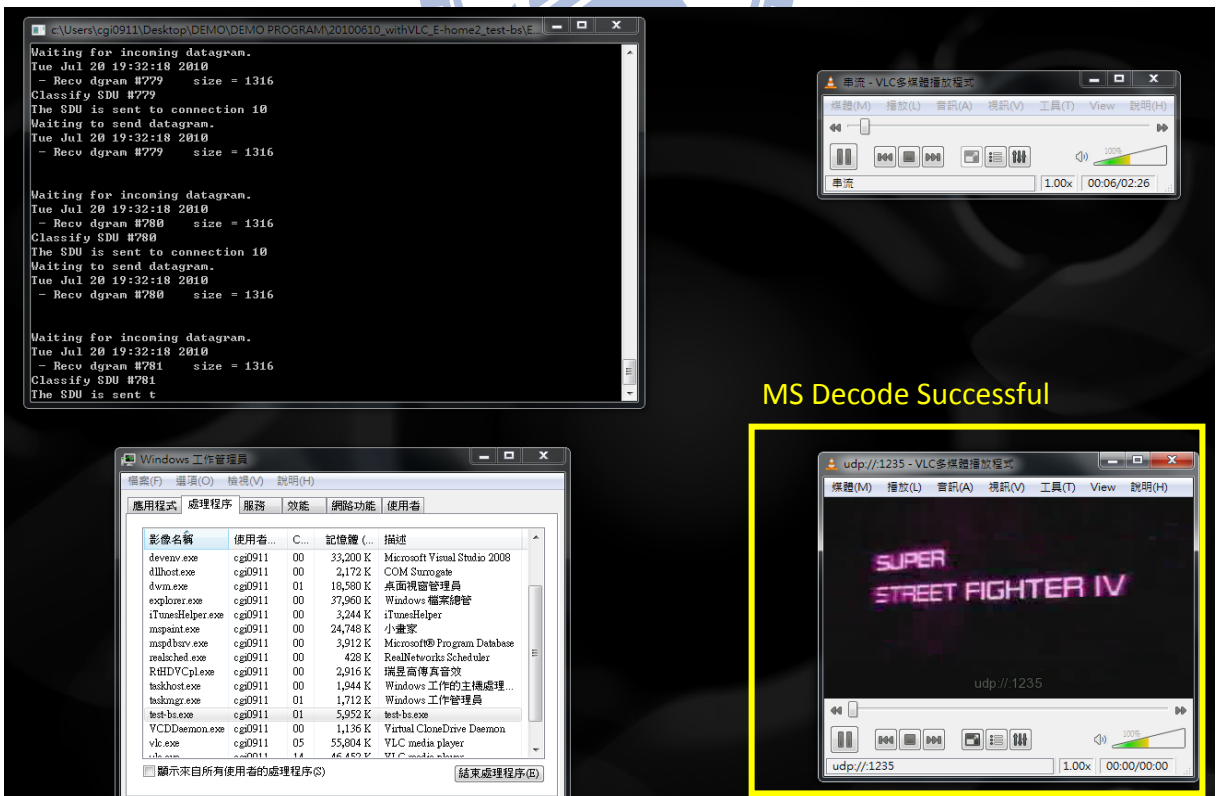 c:\Users\cgi0911\Desktop\DEMO\DEMO PROGRAM\20100610_withVLC_E-home2_test-bs\E...
Waiting for incoming datagram.
Tue Jul 20 19:32:18 2010
- Recv dgram #779 size = 1316
Classify SDU #779
The SDU is sent to connection 10
Waiting to send datagram.
Tue Jul 20 19:32:18 2010
- Recv dgram #779 size = 1316
Waiting for incoming datagram.
Tue Jul 20 19:32:18 2010
- Recv dgram #780 size = 1316
Classify SDU #780
The SDU is sent to connection 10
Waiting to send datagram.
Tue Jul 20 19:32:18 2010
- Recv dgram #780 size = 1316
Waiting for incoming datagram.
Tue Jul 20 19:32:18 2010
- Recv dgram #781 size = 1316
Classify SDU #781
The SDU is sent t
串流 - VLC多媒體播放程式
媒體(M) 播放(L) 音訊(A) 視訊(V) 工具(T) View 說明(H)
100%
串流 1.00x 00:06/02:26
MS Decode Successful
Windows 工作管理員
檔案(F) 選項(O) 檢視(V) 說明(H)
應用程式 處理程序 服務 效能 網路功能 使用者
影像名稱 使用者... C... 記憶體 (... 描述
devenv.exe cgi0911 00 33,200 K Microsoft Visual Studio 2008
dllhost.exe cgi0911 00 2,172 K COM Surrogate
dwm.exe cgi0911 01 18,580 K 桌面視窗管理員
explorer.exe cgi0911 00 37,960 K Windows 檔案總管
iTunesHelper.exe cgi0911 00 3,244 K iTunesHelper
mspaint.exe cgi0911 00 24,748 K 小畫家
mspdbsrv.exe cgi0911 00 3,912 K Microsoft® Program Database
realsched.exe cgi0911 00 428 K RealNetworks Scheduler
RtHDVCpl.exe cgi0911 00 2,916 K 瑞昱高傳真音效
taskhost.exe cgi0911 00 1,944 K Windows 工作的主機處理...
taskmgr.exe cgi0911 01 1,712 K Windows 工作管理員
test-bs.exe cgi0911 01 5,952 K test-bs.exe
VCDDaemon.exe cgi0911 00 1,136 K Virtual CloneDrive Daemon
vlc.exe cgi0911 05 55,804 K VLC media player
vlc.exe cgi0911 14 46,452 K VLC media player
顯示來自所有使用者的處理程序(S) 結束處理程序(E)
udp://:1235 - VLC多媒體播放程式
媒體(M) 播放(L) 音訊(A) 視訊(V) 工具(T) View 說明(H)
SUPER
STREET FIGHTER IV
udp://:1235
100%
udp://:1235 1.00x 00:00/00:00